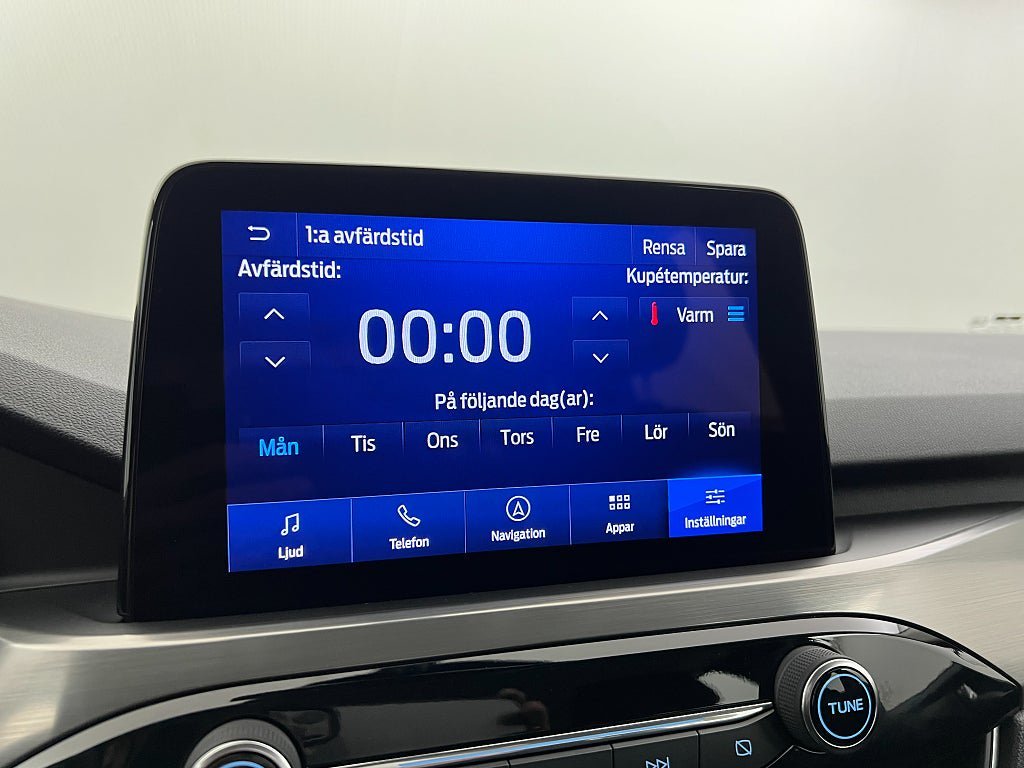 1:a avfärdstid
Rensa Spara
Avfärdstid:
Kupétemperatur:
00:00
Varm
På följande dag(ar):
Mån Tis Ons Tors Fre Lör Sön
Ljud Telefon Navigation Appar Inställningar
TUNE